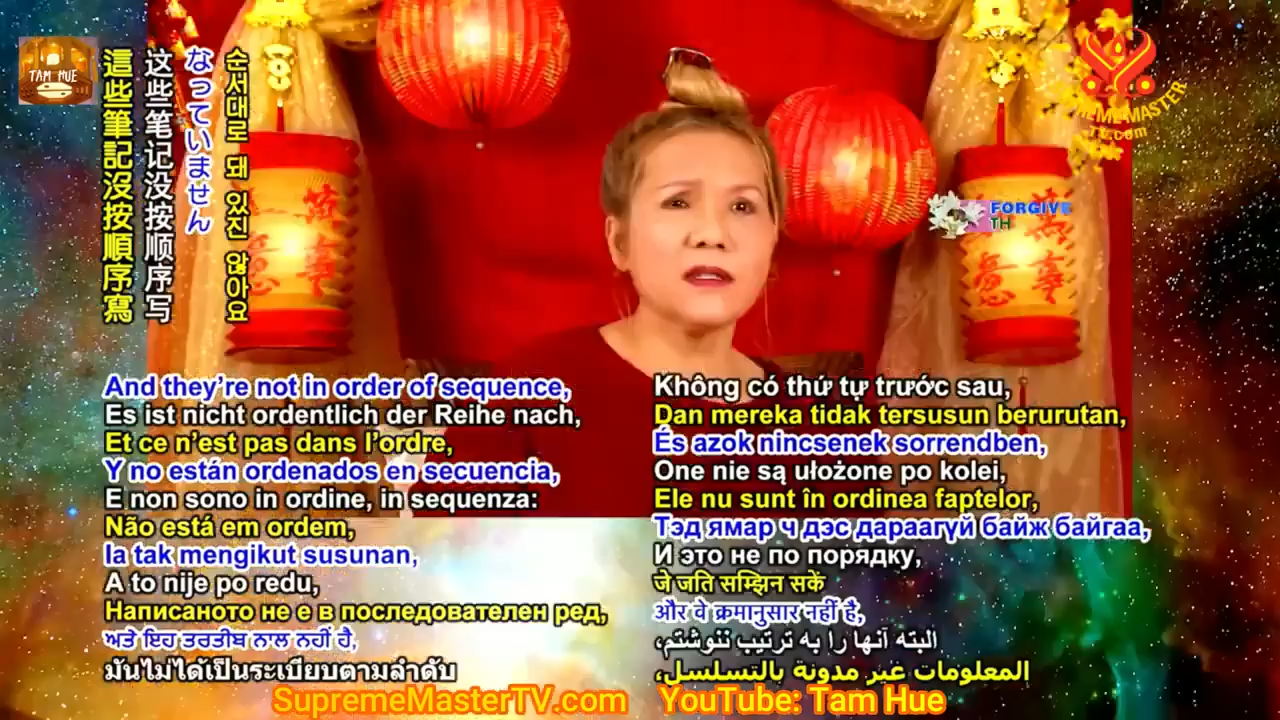 TAM HUE
這些筆記沒按順序寫
这些笔记没按顺序写
なっていません
순서대로 돼 있진 않아요
SUPREME MASTER
TV.com
FORGIVE
TH
And they’re not in order of sequence,
Es ist nicht ordentlich der Reihe nach,
Et ce n’est pas dans l’ordre,
Y no están ordenados en secuencia,
E non sono in ordine, in sequenza:
Não está em ordem,
Ia tak mengikut susunan,
A to nije po redu,
Написаното не е в последователен ред,
ਅਤੇ ਇਹ ਤਰਤੀਬ ਨਾਲ ਨਹੀਂ ਹੈ,
มันไม่ได้เป็นระเบียบตามลำดับ
Không có thứ tự trước sau,
Dan mereka tidak tersusun berurutan,
És azok nincsenek sorrendben,
One nie są ułożone po kolei,
Ele nu sunt în ordinea faptelor,
Тэд ямар ч дэс дараагүй байж байгаа,
И это не по порядку,
जे जति सम्झिन सकें
और वे क्रमानुसार नहीं है,
البته آنها را به ترتیب ننوشتم،
المعلومات غير مدونة بالتسلسل،
SupremeMasterTV.com
YouTube: Tam Hue